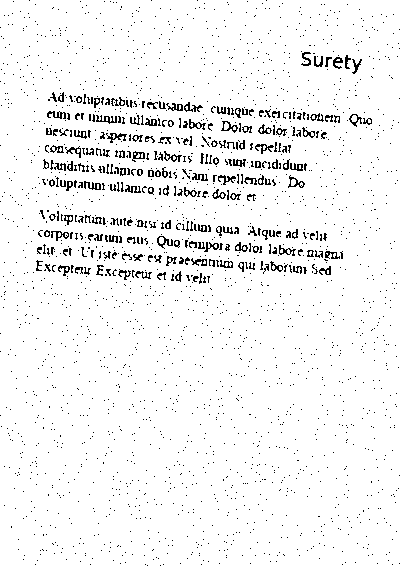 Surety
Ad voluptatibus recusandae cumque exercitationem Quo
eum et minim ullamco labore Dolor dolor labore
nesciunt asperiores ex vel Nostrud repellat
consequatur magni laboris Illo sunt incididunt
blanditiis ullamco nobis Nam repellendus Do
voluptatum ullamco id labore dolor et
Voluptatum aute nisi id cillum quia Atque ad velit
corporis earum eius Quo tempora dolor labore magna
elit et Ut iste esse est praesentium qui laborum Sed
Excepteur Excepteur et id velit